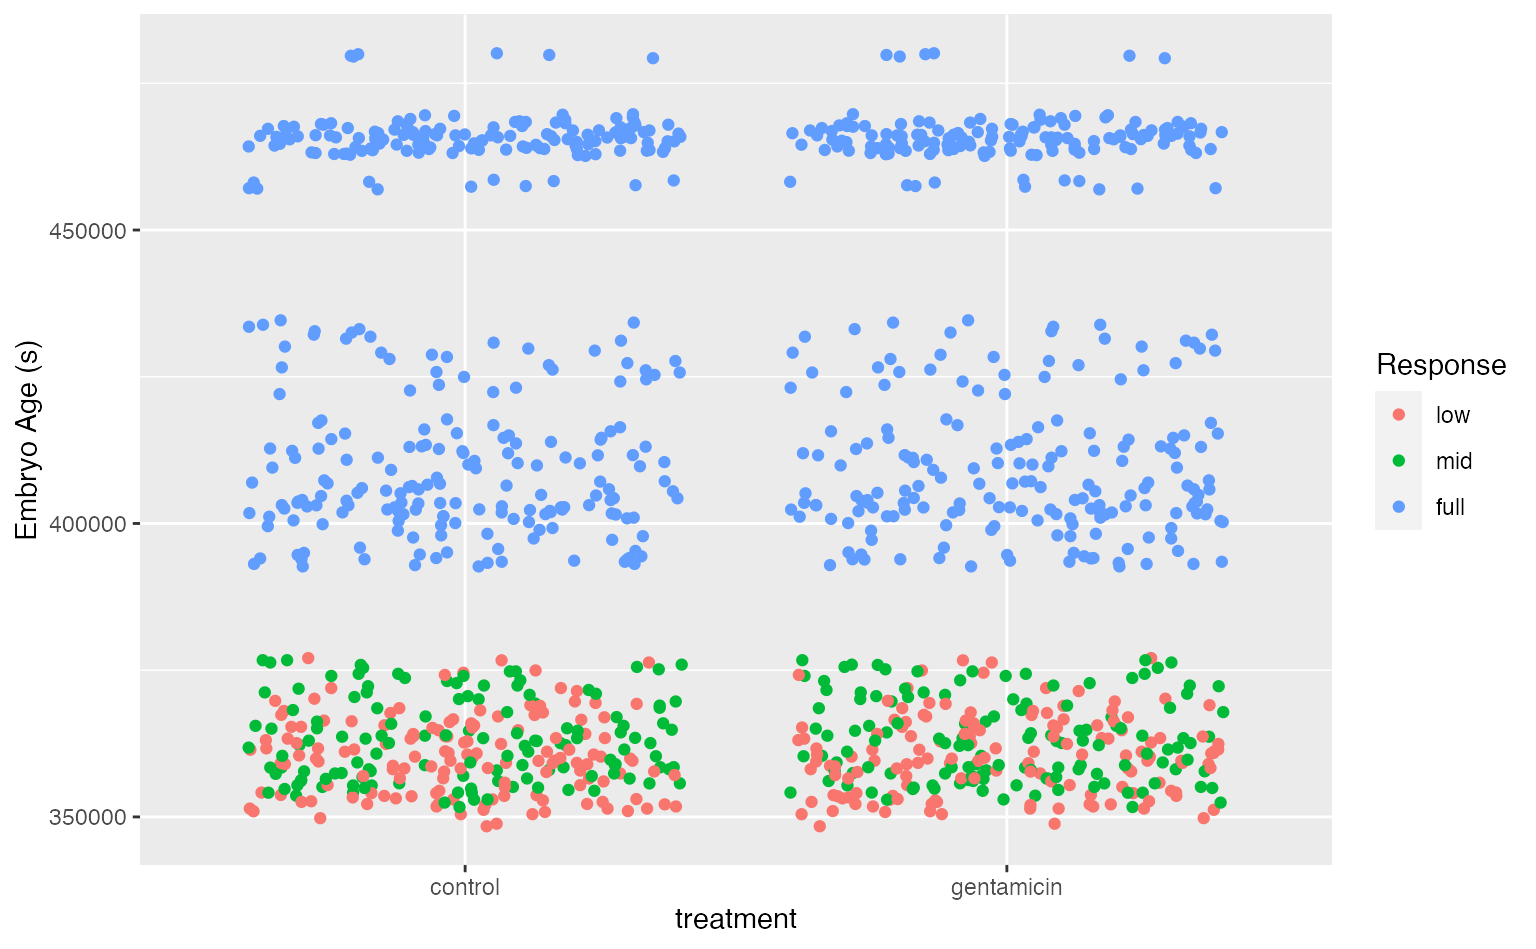 Embryo Age (s)
450000
400000
350000
control
gentamicin
treatment
Response
low
mid
full